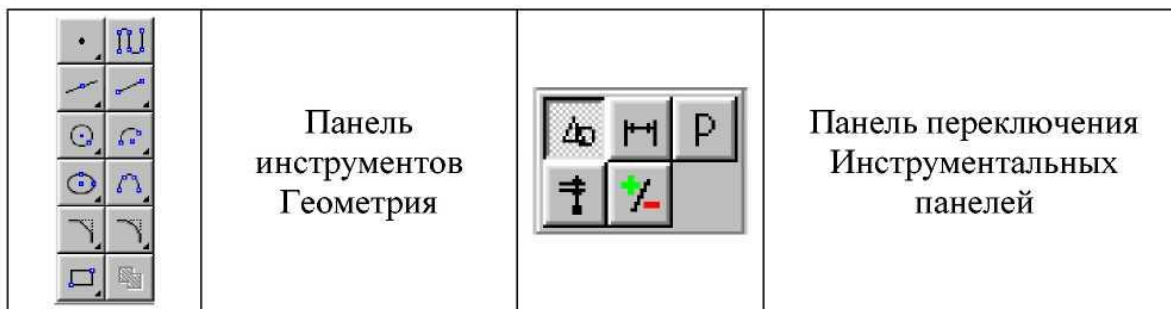 Панель
инструментов
Геометрия
P
Панель переключения
Инструментальных
панелей